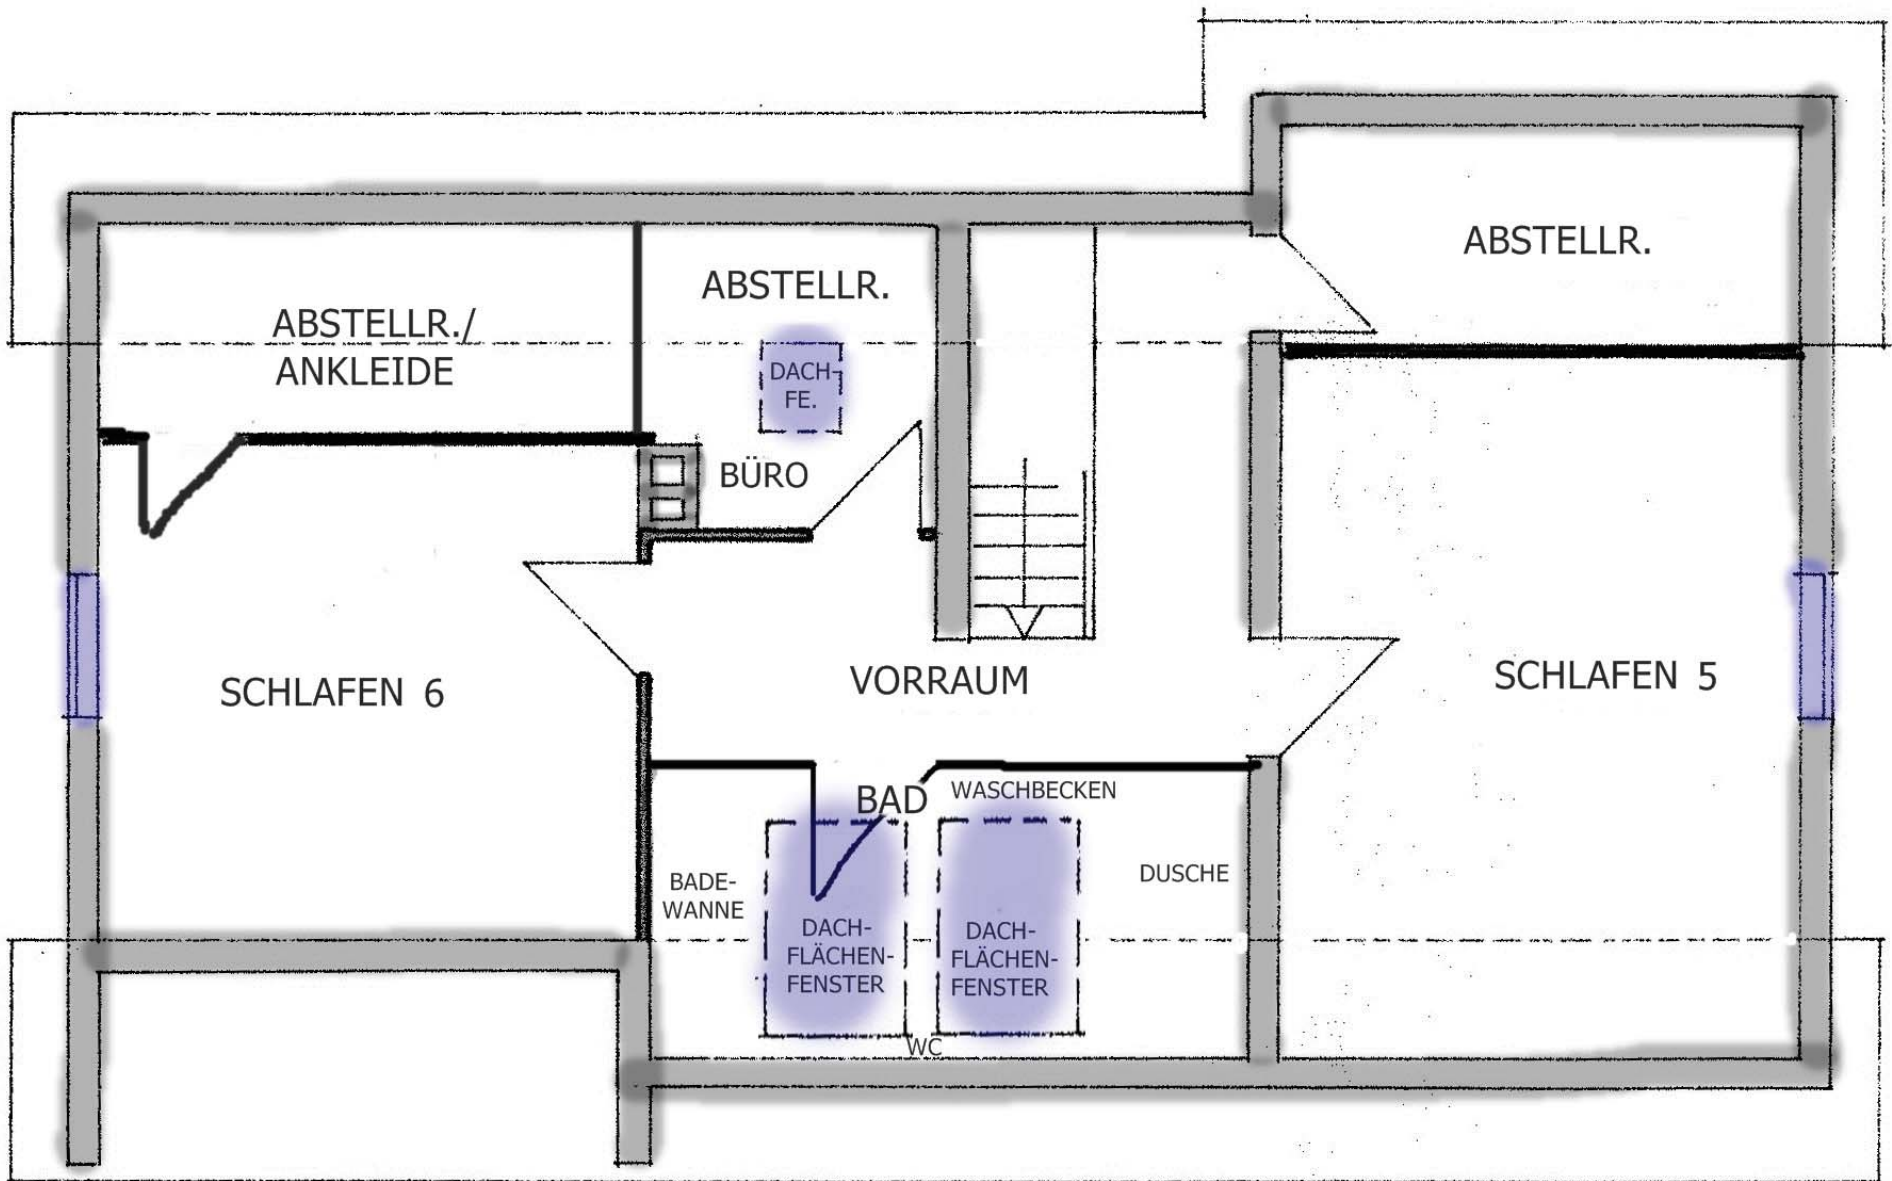 ABSTELLR.
ABSTELLR.
ABSTELLR./
ANKLEIDE
DACH-
FE.
BÜRO
SCHLAFEN 6
VORRAUM
SCHLAFEN 5
BAD
WASCHBECKEN
BADE-
WANNE
DUSCHE
DACH-
FLÄCHEN-
FENSTER
DACH-
FLÄCHEN-
FENSTER
WC